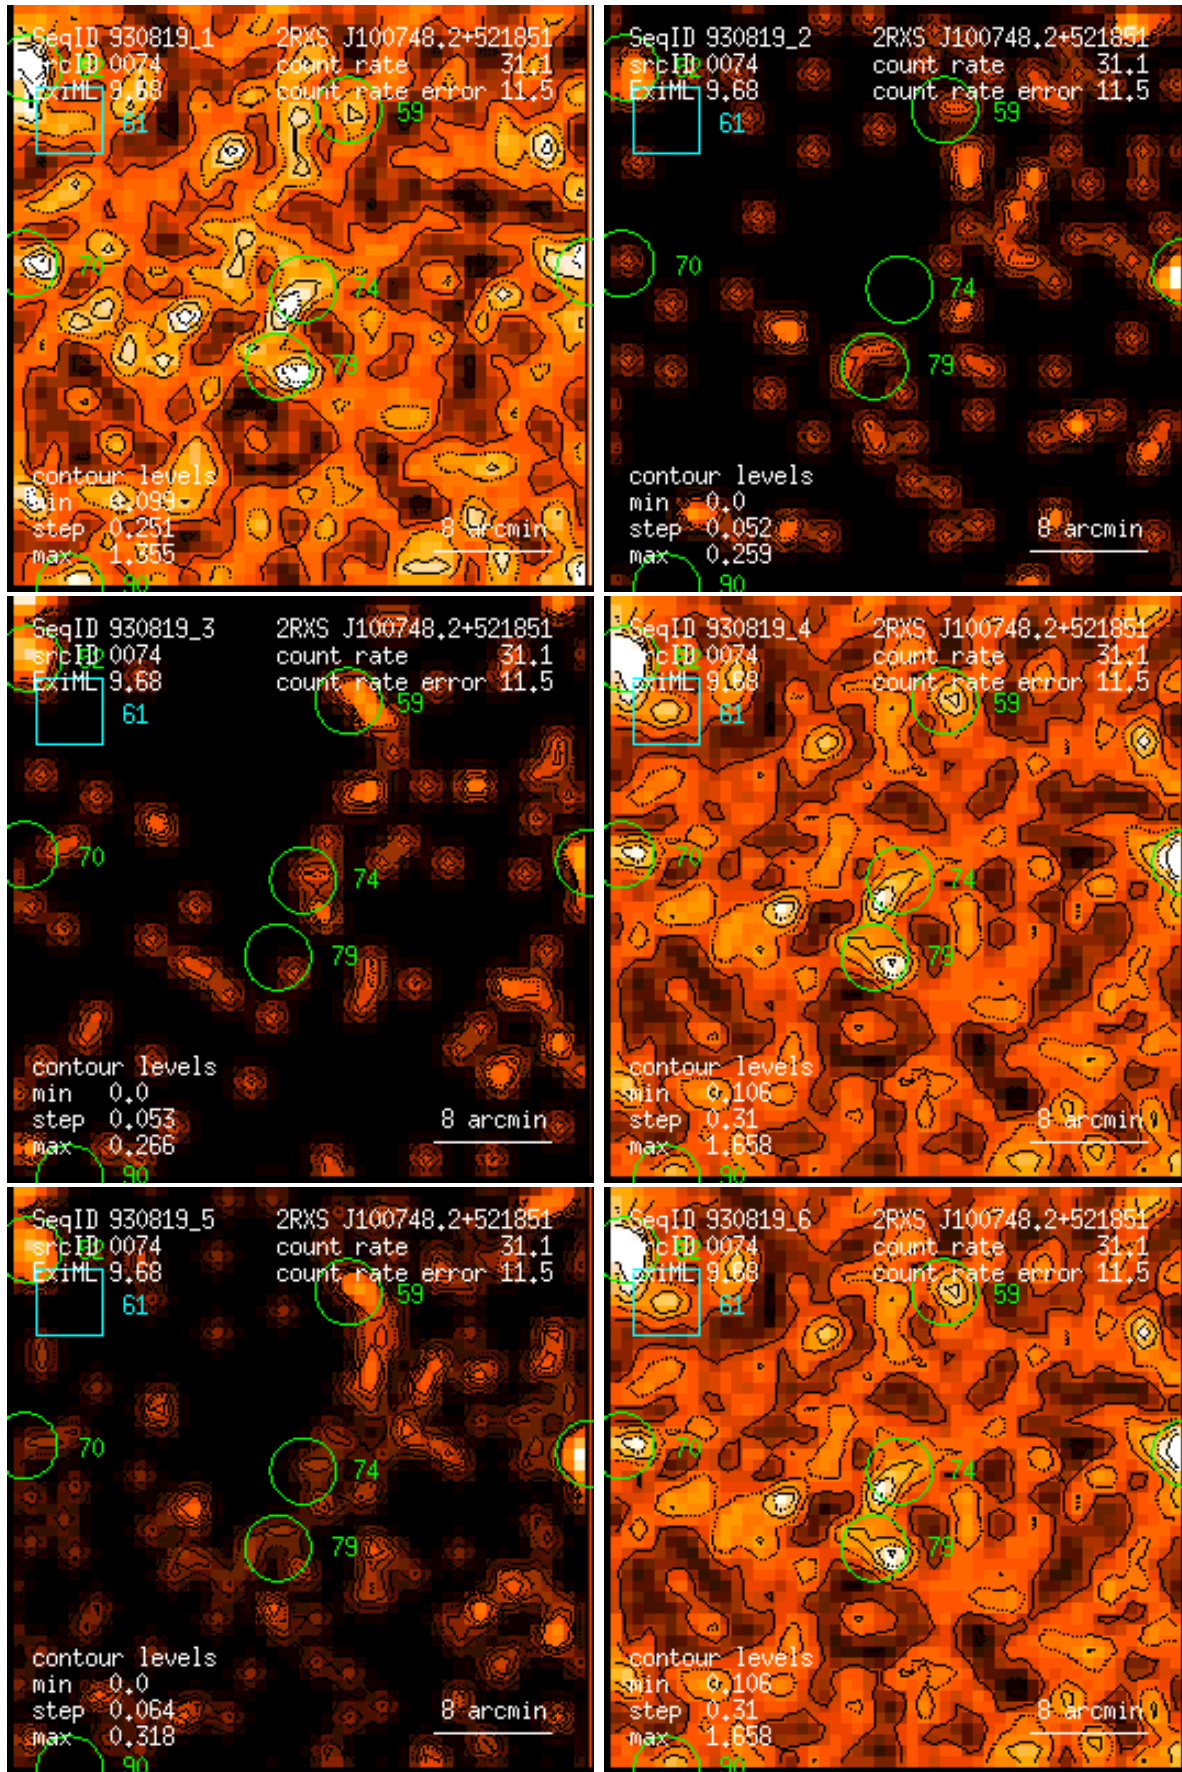 SeqID 930819_1 2RXS J100748.2+521851
srcID 0074 count rate 31.1
ExiML 9.68 count rate error 11.5
59
61
70
74
79
contour levels
min 0.099
step 0.251 8 arcmin
max 1.355
90
SeqID 930819_2 2RXS J100748.2+521851
srcID 0074 count rate 31.1
ExiML 9.68 count rate error 11.5
59
61
70
74
79
contour levels
min 0.0
step 0.052 8 arcmin
max 0.259
90
SeqID 930819_3 2RXS J100748.2+521851
srcID 0074 count rate 31.1
ExiML 9.68 count rate error 11.5
59
61
70
74
79
contour levels
min 0.0
step 0.053 8 arcmin
max 0.266
90
SeqID 930819_4 2RXS J100748.2+521851
srcID 0074 count rate 31.1
ExiML 9.68 count rate error 11.5
59
61
70
74
79
contour levels
min 0.106
step 0.31 8 arcmin
max 1.658
90
SeqID 930819_5 2RXS J100748.2+521851
srcID 0074 count rate 31.1
ExiML 9.68 count rate error 11.5
59
61
70
74
79
contour levels
min 0.0
step 0.064 8 arcmin
max 0.318
90
SeqID 930819_6 2RXS J100748.2+521851
srcID 0074 count rate 31.1
ExiML 9.68 count rate error 11.5
59
61
70
74
79
contour levels
min 0.106
step 0.31 8 arcmin
max 1.658
90